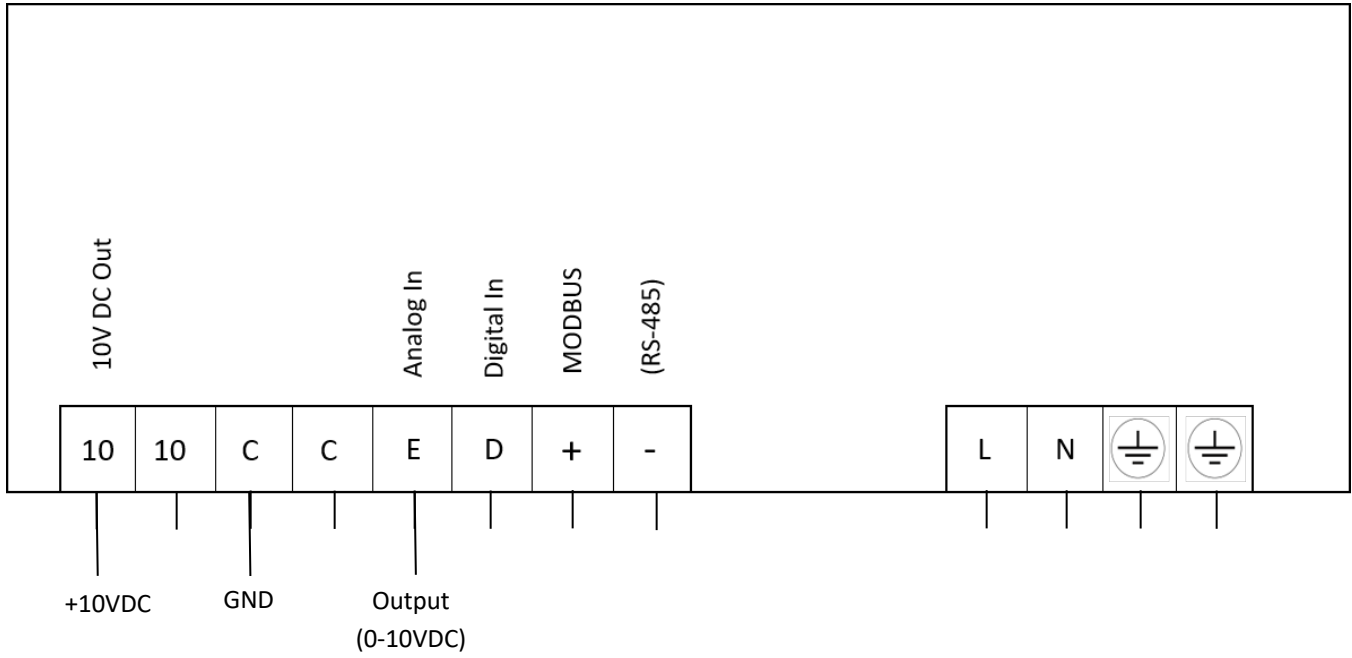 10V DC Out
Analog In
Digital In
MODBUS
(RS-485)
10 10 C C E D + - L N
+10VDC GND Output
(0-10VDC)